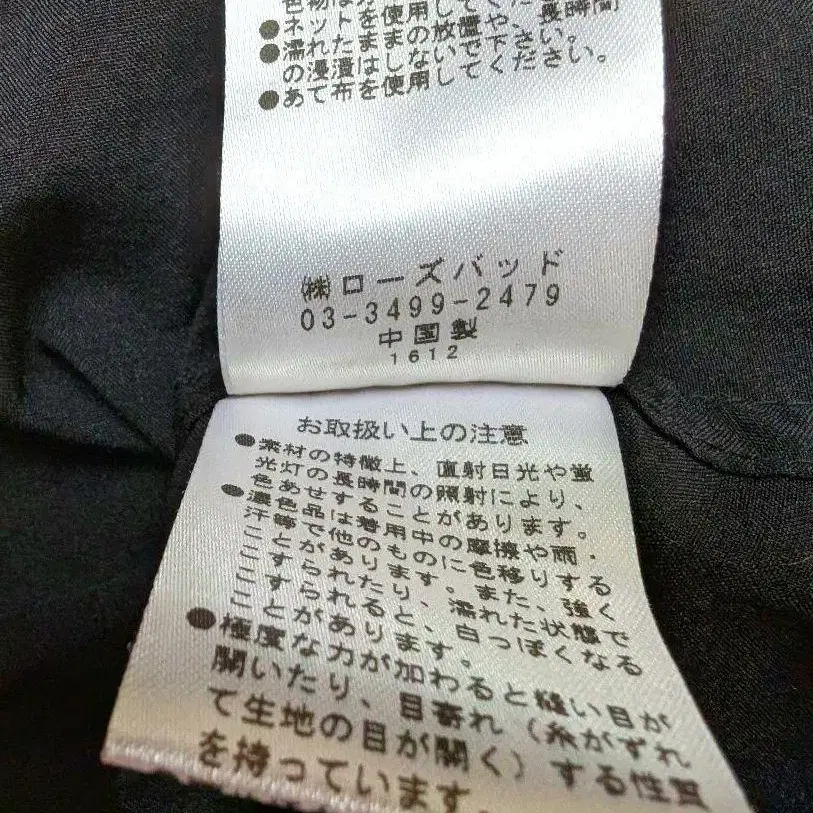 ●ネットを使用してくだ
●濡れたままの放置や、長時間
の浸漬はしないで下さい。
●あて布を使用してください。
㈱ローズバッド
03-3499-2479
中国製
1612
お取扱い上の注意
●素材の特徴上、直射日光や蛍
光灯の長時間の照射により、
色あせすることがあります。
●濃色品は着用中の摩擦や雨・
汗等で他のものに色移りする
ことがあります。また、強く
こすられたり、濡れた状態で
こすられると、白っぽくなる
ことがあります。
●極度な力が加わると縫い目が
開いたり、目寄れ（糸がずれ
て生地の目が開く）する性質
を持っています。